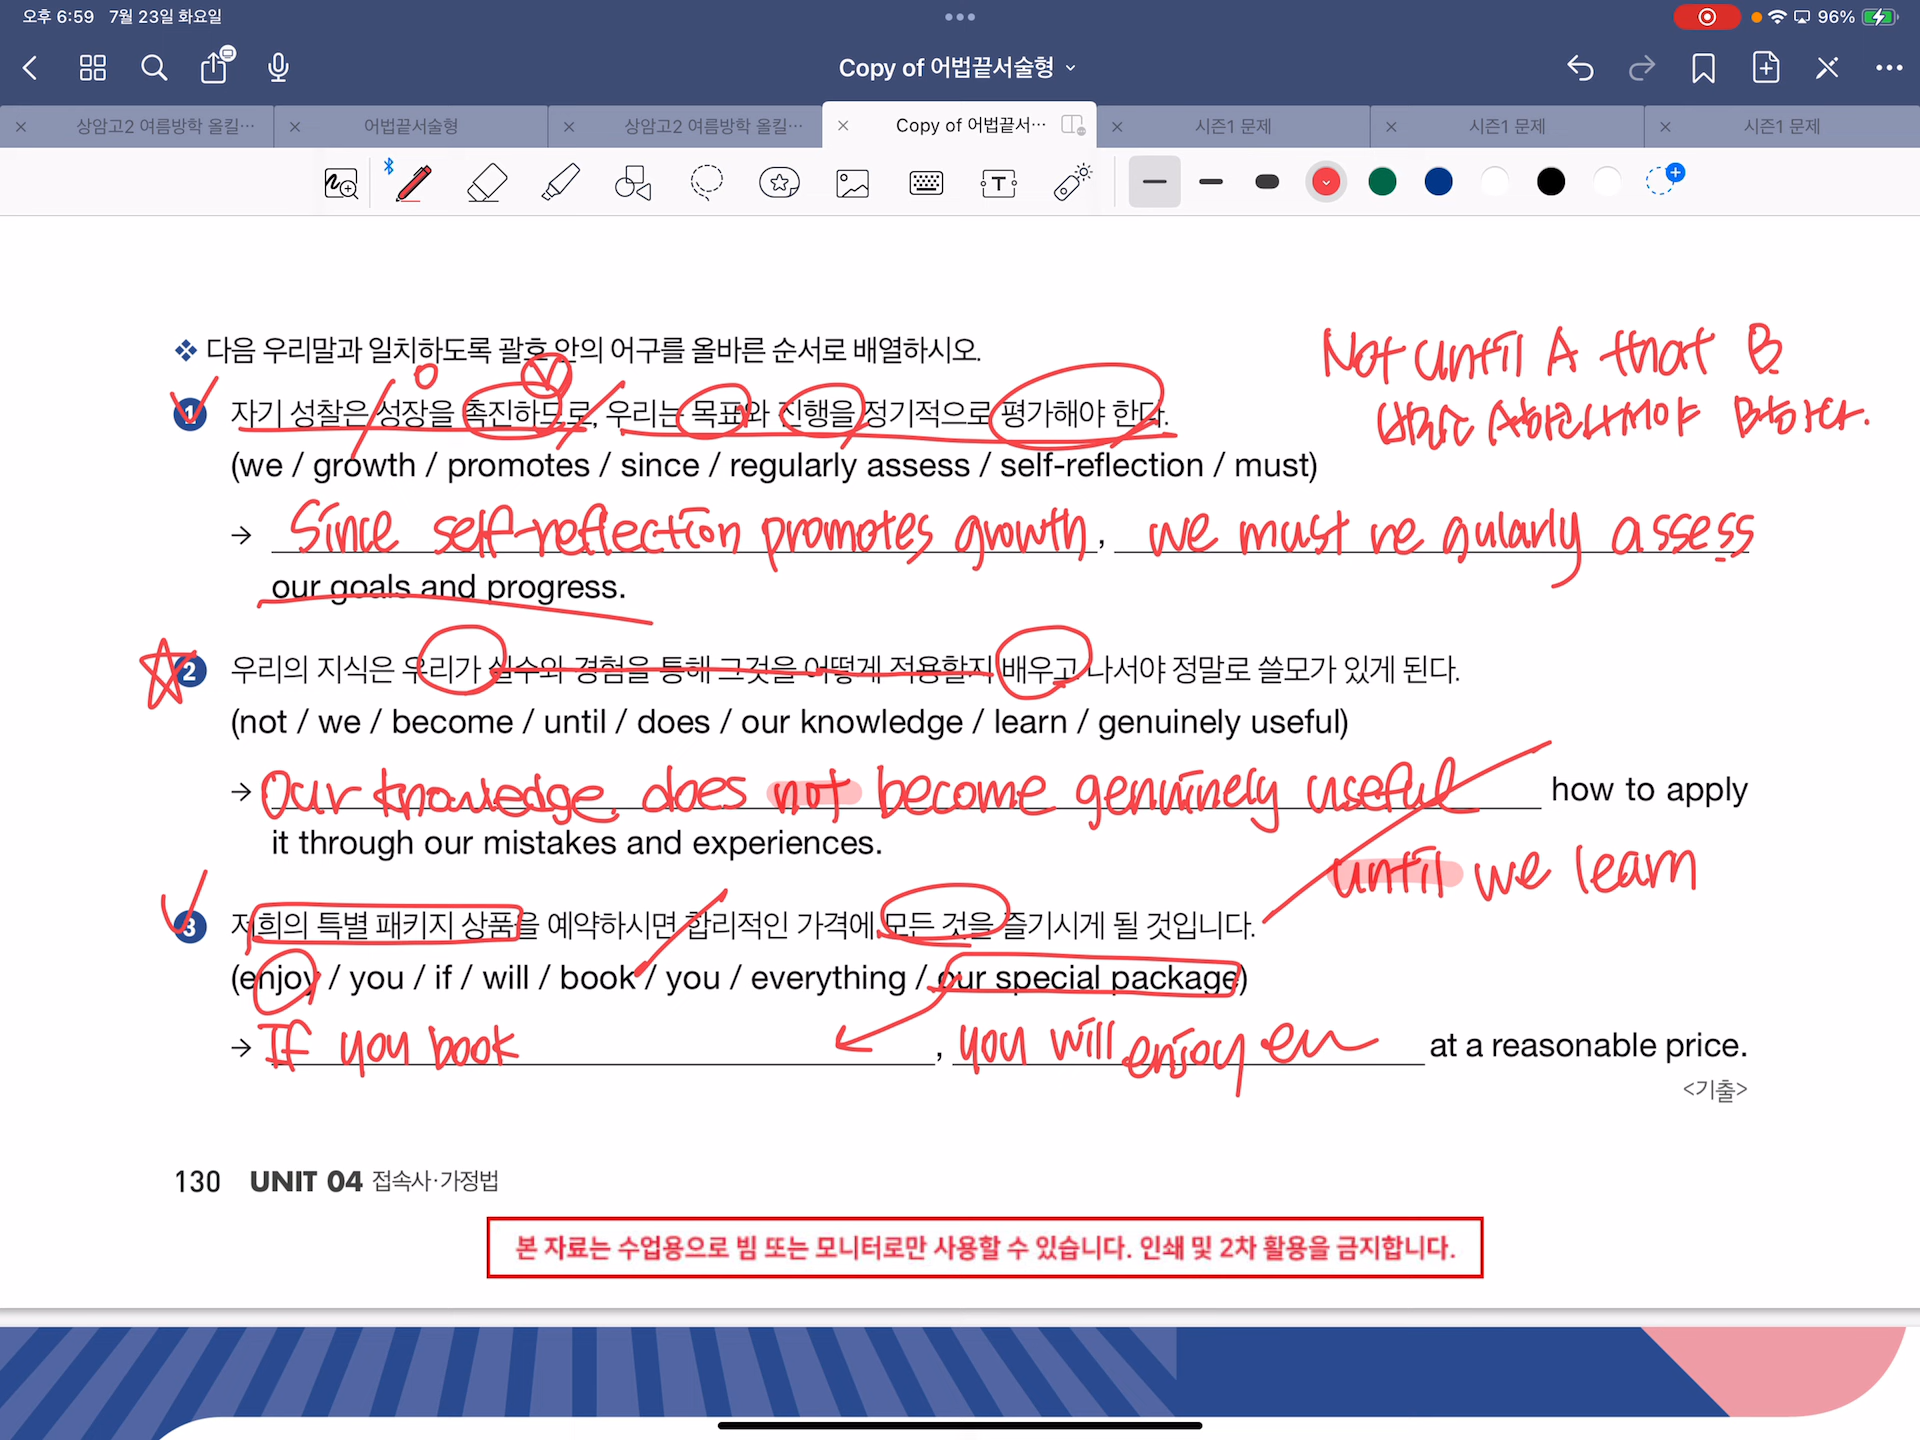 오후 6:59 7월 23일 화요일
96%
Copy of 어법끝서술형
상암고2 여름방학 올킬…
어법끝서술형
상암고2 여름방학 올킬…
Copy of 어법끝서…
시즌1 문제
시즌1 문제
시즌1 문제
다음 우리말과 일치하도록 괄호 안의 어구를 올바른 순서로 배열하시오.
Not until A that B
A하고나서야 B하다.
1 자기 성찰은 성장을 촉진하므로, 우리는 목표와 진행을 정기적으로 평가해야 한다.
(we / growth / promotes / since / regularly assess / self-reflection / must)
→ Since self-reflection promotes growth, we must regularly assess
our goals and progress.
2 우리의 지식은 우리가 실수와 경험을 통해 그것을 어떻게 적용할지 배우고 나서야 정말로 쓸모가 있게 된다.
(not / we / become / until / does / our knowledge / learn / genuinely useful)
→ Our knowledge does not become genuinely useful how to apply
it through our mistakes and experiences.
until we learn
3 저희의 특별 패키지 상품을 예약하시면 합리적인 가격에 모든 것을 즐기시게 될 것입니다.
(enjoy / you / if / will / book / you / everything / our special package)
→ If you book , you will enjoy at a reasonable price.
<기출>
130 UNIT 04 접속사·가정법
본 자료는 수업용으로 빔 또는 모니터로만 사용할 수 있습니다. 인쇄 및 2차 활용을 금지합니다.